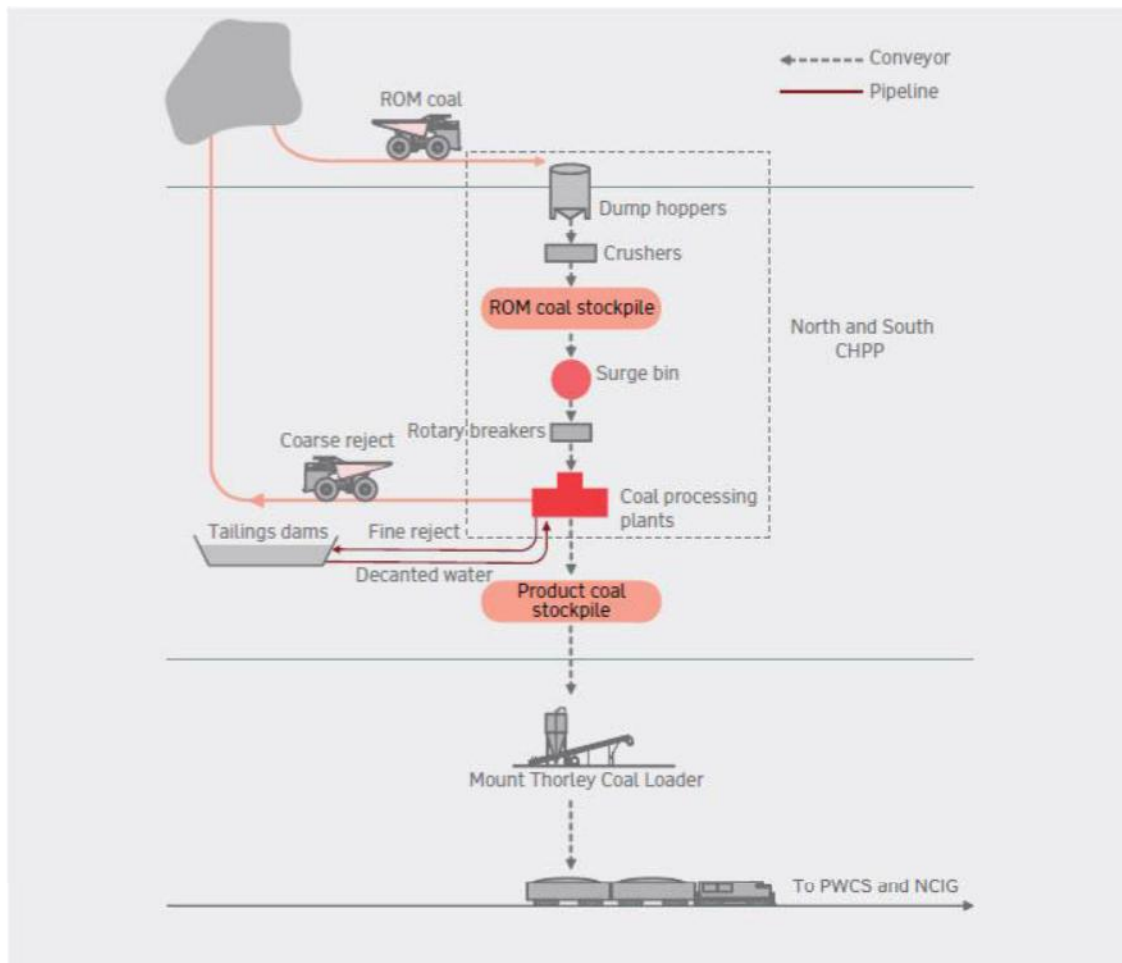 Conveyor
ROM coal
Pipeline
Dump hoppers
Crushers
ROM coal stockpile
North and South
CHPP
Surge bin
Rotary breakers
Coarse reject
Coal processing
plants
Tailings dams
Fine reject
Decanted water
Product coal
stockpile
Mount Thorley Coal Loader
To PWCS and NCIG